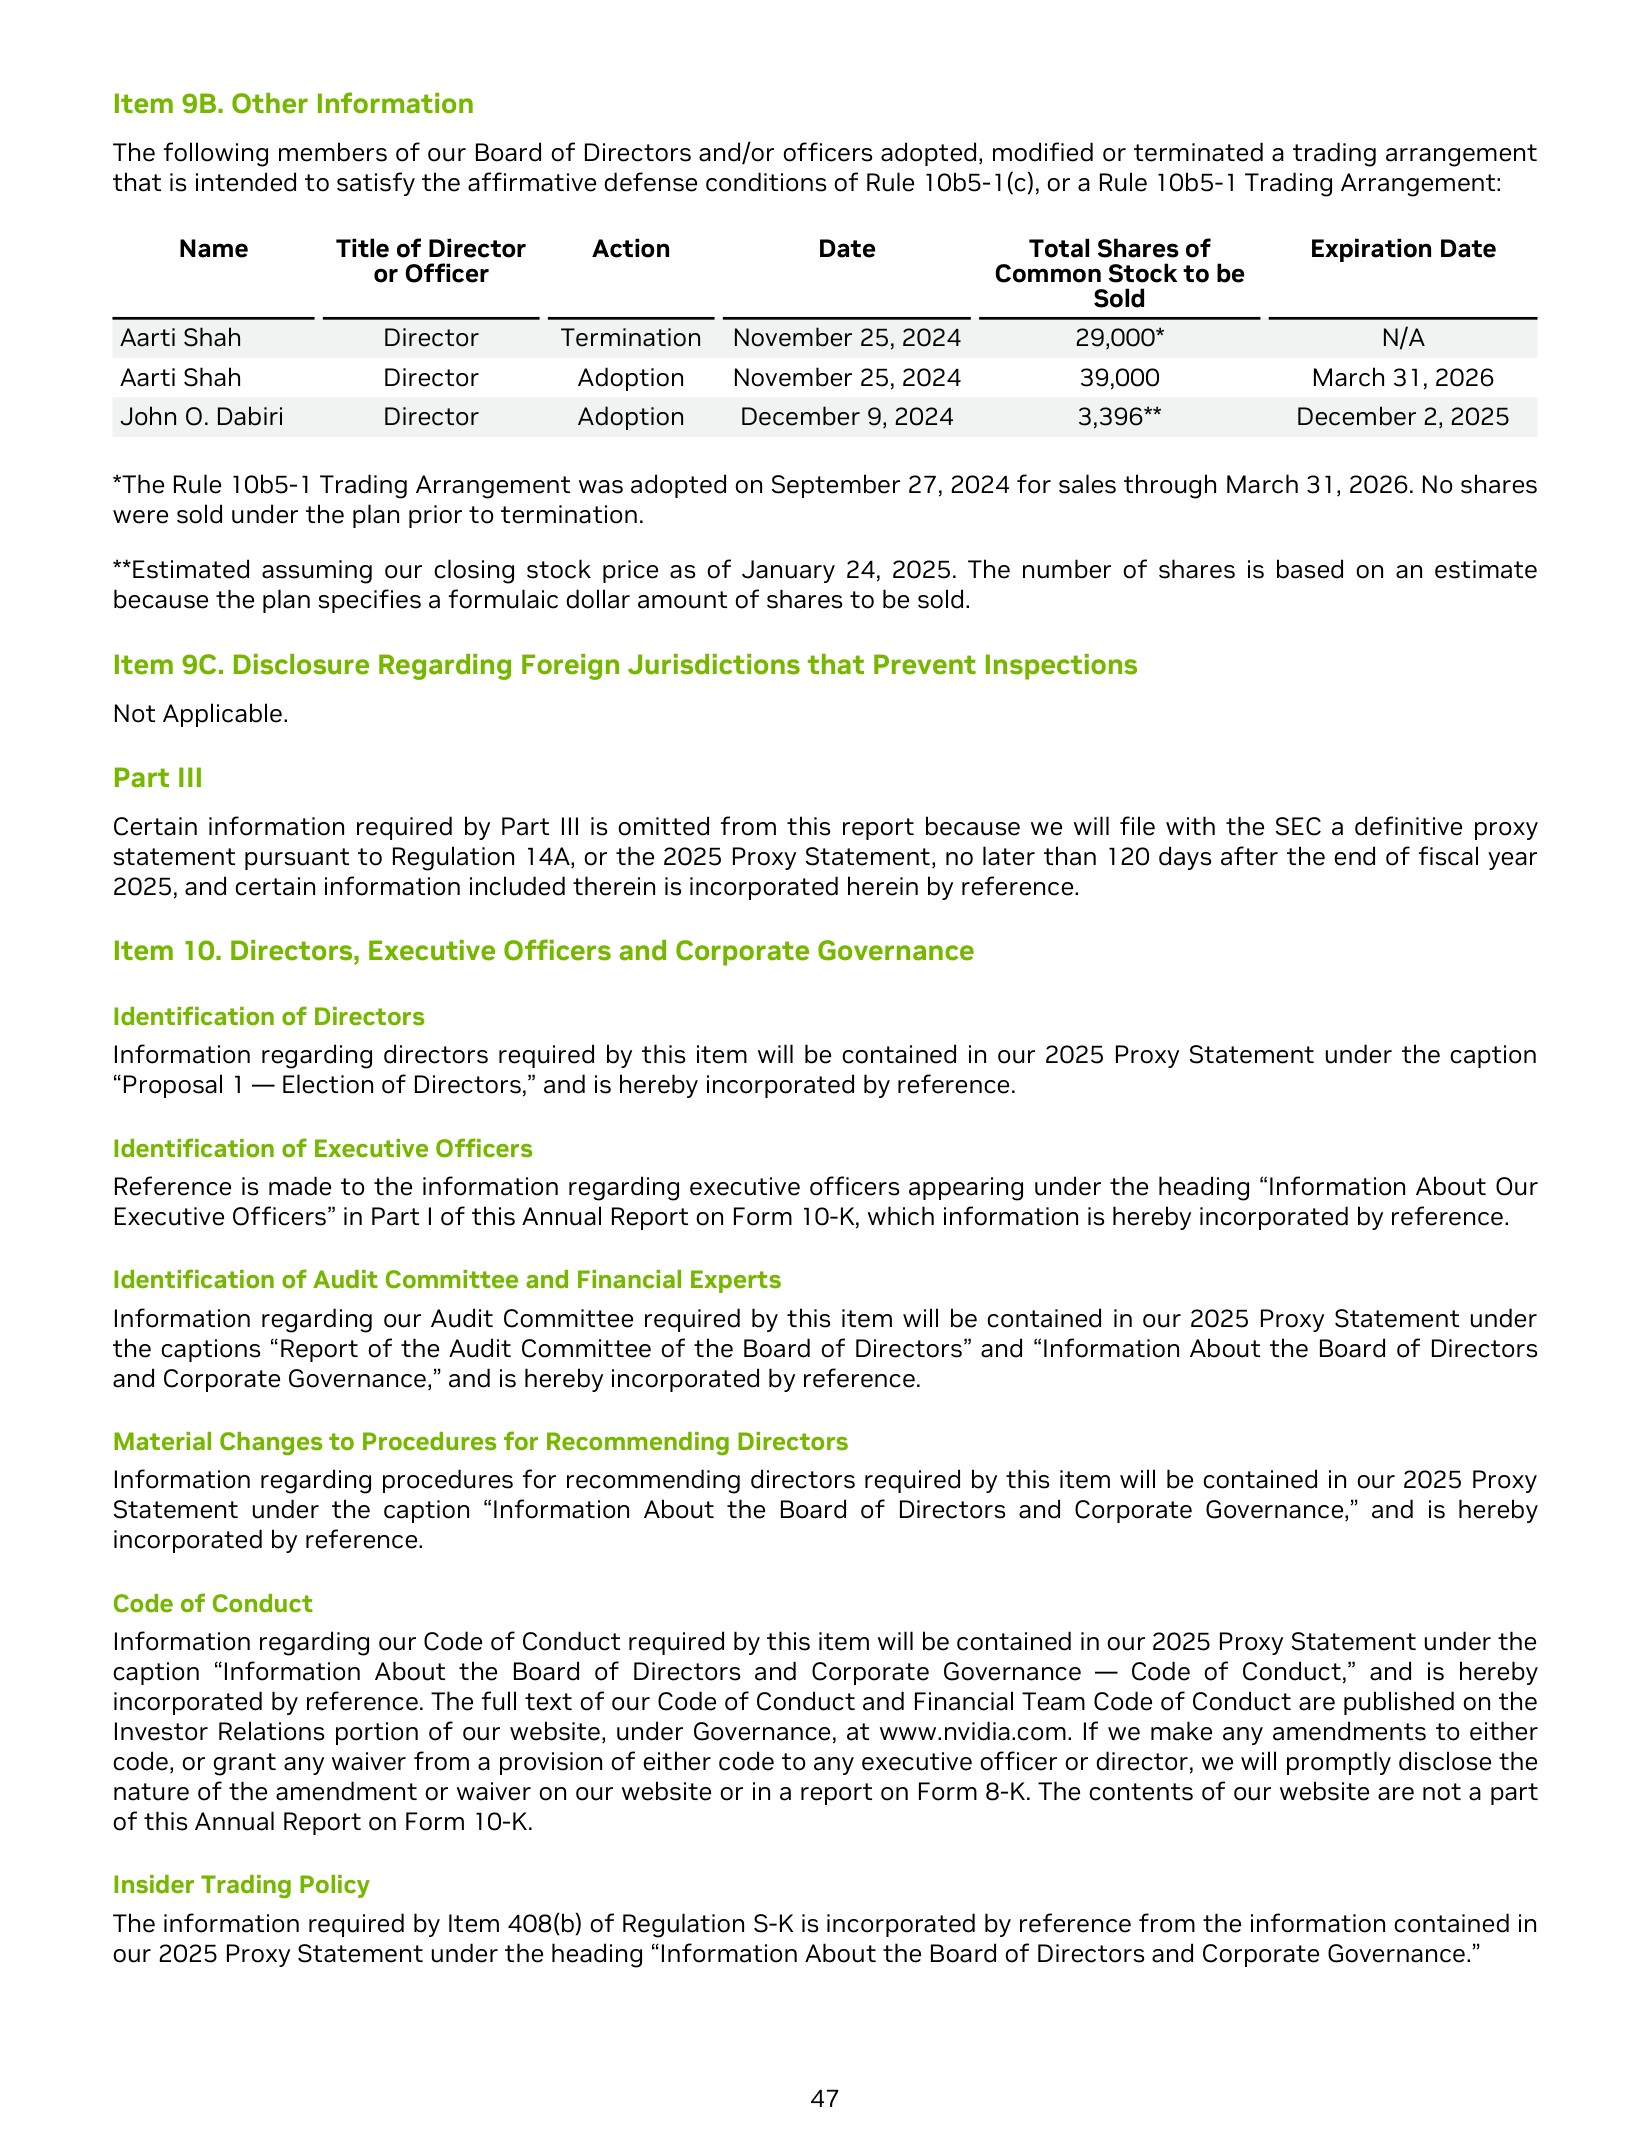 Item 9B. Other Information
The following members of our Board of Directors and/or officers adopted, modified or terminated a trading arrangement
that is intended to satisfy the affirmative defense conditions of Rule 10b5-1(c), or a Rule 10b5-1 Trading Arrangement:
Name Title of Director Action Date Total Shares of Expiration Date
or Officer Common Stock to be
Sold
Aarti Shah Director Termination November 25, 2024 29,000* N/A
Aarti Shah Director Adoption November 25, 2024 39,000 March 31, 2026
John O. Dabiri Director Adoption December 9, 2024 3,396** December 2, 2025
*The Rule 10b5-1 Trading Arrangement was adopted on September 27, 2024 for sales through March 31, 2026. No shares
were sold under the plan prior to termination.
**Estimated assuming our closing stock price as of January 24, 2025. The number of shares is based on an estimate
because the plan specifies a formulaic dollar amount of shares to be sold.
Item 9C. Disclosure Regarding Foreign Jurisdictions that Prevent Inspections
Not Applicable.
Part III
Certain information required by Part III is omitted from this report because we will file with the SEC a definitive proxy
statement pursuant to Regulation 14A, or the 2025 Proxy Statement, no later than 120 days after the end of fiscal year
2025, and certain information included therein is incorporated herein by reference.
Item 10. Directors, Executive Officers and Corporate Governance
Identification of Directors
Information regarding directors required by this item will be contained in our 2025 Proxy Statement under the caption
“Proposal 1 — Election of Directors,” and is hereby incorporated by reference.
Identification of Executive Officers
Reference is made to the information regarding executive officers appearing under the heading “Information About Our
Executive Officers” in Part I of this Annual Report on Form 10-K, which information is hereby incorporated by reference.
Identification of Audit Committee and Financial Experts
Information regarding our Audit Committee required by this item will be contained in our 2025 Proxy Statement under
the captions “Report of the Audit Committee of the Board of Directors” and “Information About the Board of Directors
and Corporate Governance,” and is hereby incorporated by reference.
Material Changes to Procedures for Recommending Directors
Information regarding procedures for recommending directors required by this item will be contained in our 2025 Proxy
Statement under the caption “Information About the Board of Directors and Corporate Governance,” and is hereby
incorporated by reference.
Code of Conduct
Information regarding our Code of Conduct required by this item will be contained in our 2025 Proxy Statement under the
caption “Information About the Board of Directors and Corporate Governance — Code of Conduct,” and is hereby
incorporated by reference. The full text of our Code of Conduct and Financial Team Code of Conduct are published on the
Investor Relations portion of our website, under Governance, at www.nvidia.com. If we make any amendments to either
code, or grant any waiver from a provision of either code to any executive officer or director, we will promptly disclose the
nature of the amendment or waiver on our website or in a report on Form 8-K. The contents of our website are not a part
of this Annual Report on Form 10-K.
Insider Trading Policy
The information required by Item 408(b) of Regulation S-K is incorporated by reference from the information contained in
our 2025 Proxy Statement under the heading “Information About the Board of Directors and Corporate Governance.”
47